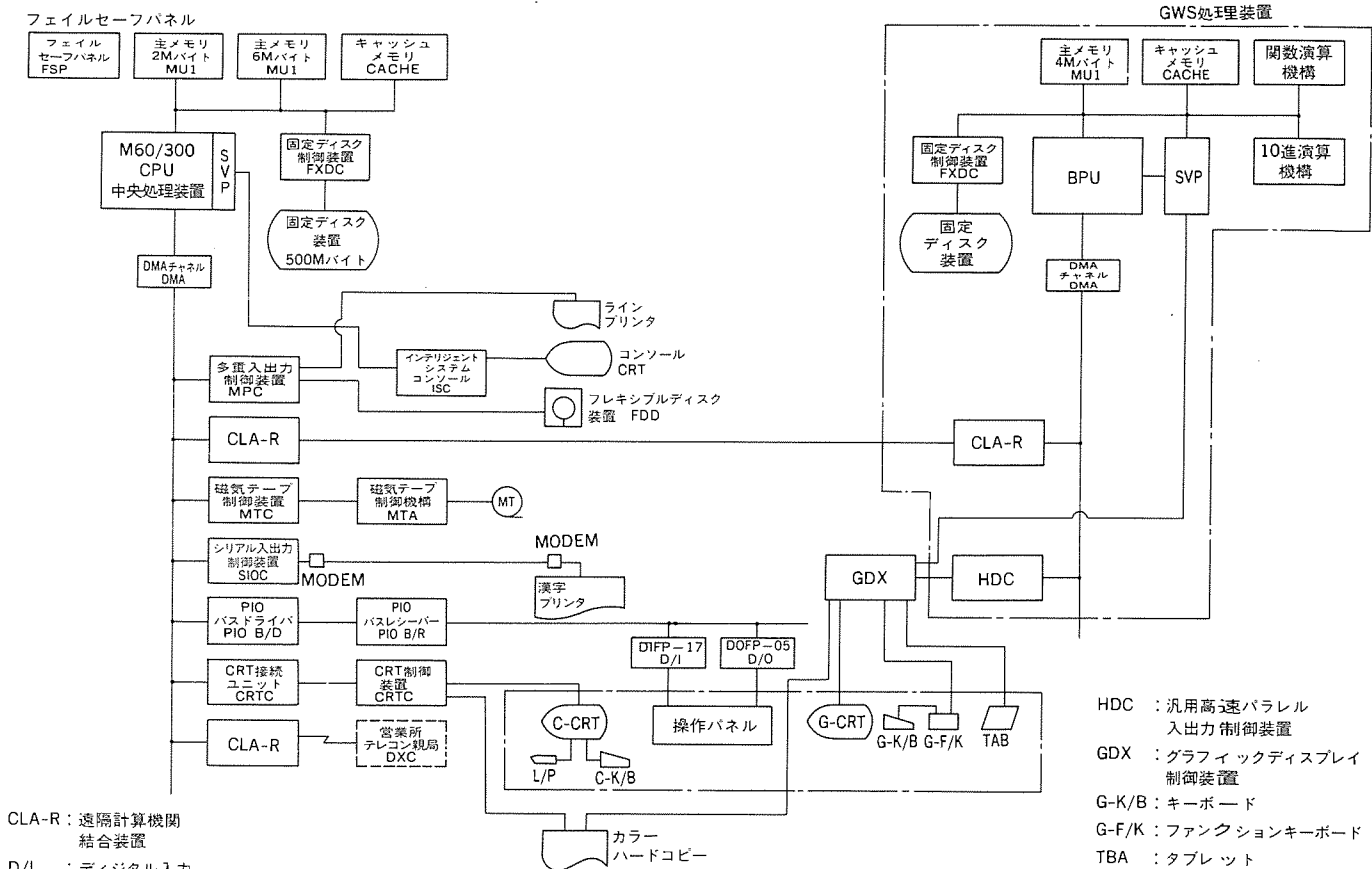 フェイルセーフパネル
フェイル
セーフパネル
FSP
主メモリ
2Mバイト
MU1
主メモリ
6Mバイト
MU1
キャッシュ
メモリ
CACHE
M60/300
CPU
中央処理装置
SVP
固定ディスク
制御装置
FXDC
固定ディスク
装置
500Mバイト
DMAチャネル
DMA
ライン
プリンタ
多重入出力
制御装置
MPC
インテリジェント
システム
コンソール
ISC
コンソール
CRT
フレキシブルディスク
装置 FDD
CLA-R
磁気テープ
制御装置
MTC
磁気テープ
制御機構
MTA
MT
シリアル入出力
制御装置
SIOC
MODEM
MODEM
漢字
プリンタ
PIO
バスドライバ
PIO B/D
PIO
バスレシーバー
PIO B/R
DIFP-17
D/I
DOFP-05
D/O
CRT接続
ユニット
CRTC
CRT制御
装置
CRTC
C-CRT
操作パネル
L/P
C-K/B
CLA-R
営業所
テレコン親局
DXC
カラー
ハードコピー
GWS処理装置
主メモリ
4Mバイト
MU1
キャッシュ
メモリ
CACHE
関数演算
機構
固定ディスク
制御装置
FXDC
BPU
SVP
10進演算
機構
固定
ディスク
装置
DMA
チャネル
DMA
CLA-R
GDX
HDC
G-CRT
G-K/B
G-F/K
TAB
CLA-R：遠隔計算機関
結合装置
D/I ：ディジタル入力
HDC ：汎用高速パラレル
入出力制御装置
GDX ：グラフィックディスプレイ
制御装置
G-K/B：キーボード
G-F/K：ファンクションキーボード
TBA ：タブレット